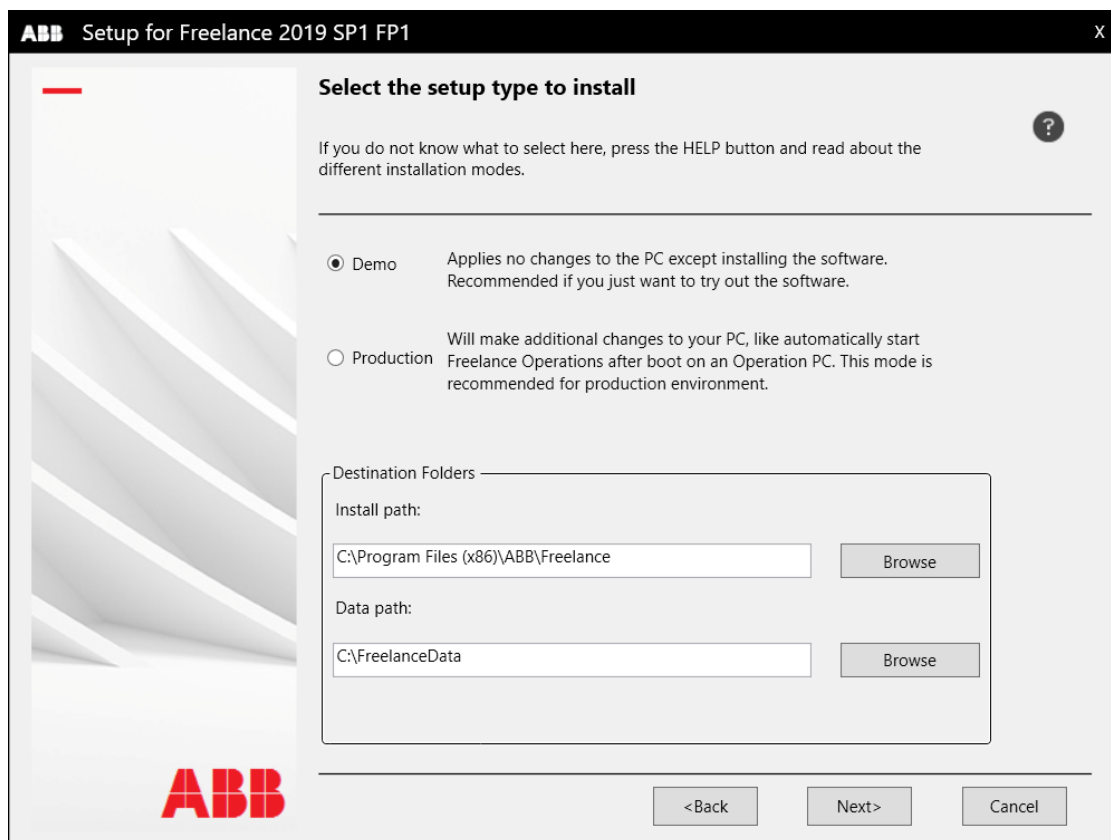 ABB Setup for Freelance 2019 SP1 FP1 X
Select the setup type to install
?
If you do not know what to select here, press the HELP button and read about the
different installation modes.
Demo
Applies no changes to the PC except installing the software.
Recommended if you just want to try out the software.
Production
Will make additional changes to your PC, like automatically start
Freelance Operations after boot on an Operation PC. This mode is
recommended for production environment.
Destination Folders
Install path:
C:\Program Files (x86)\ABB\Freelance
Browse
Data path:
C:\FreelanceData
Browse
ABB
<Back
Next>
Cancel